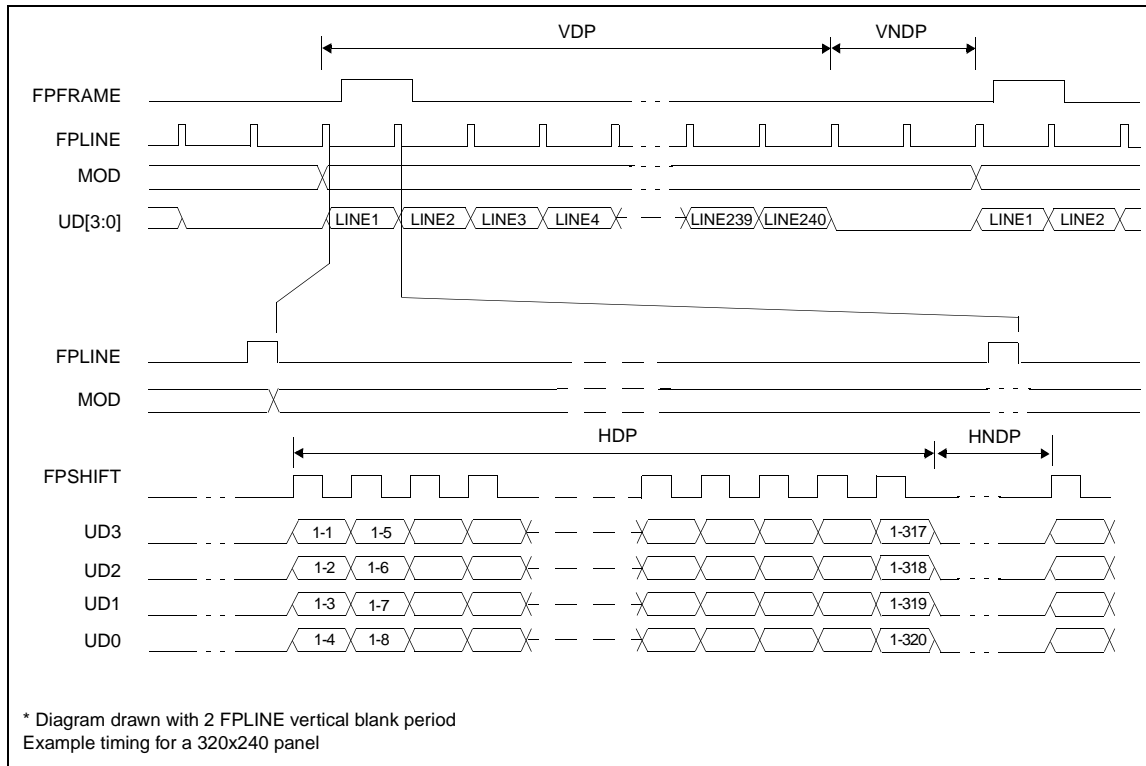 VDP VNDP
FPFRAME
FPLINE
MOD
UD[3:0] LINE1 LINE2 LINE3 LINE4 LINE239 LINE240 LINE1 LINE2
FPLINE
MOD
HDP HNDP
FPSHIFT
UD3 1-1 1-5 1-317
UD2 1-2 1-6 1-318
UD1 1-3 1-7 1-319
UD0 1-4 1-8 1-320
* Diagram drawn with 2 FPLINE vertical blank period
Example timing for a 320x240 panel